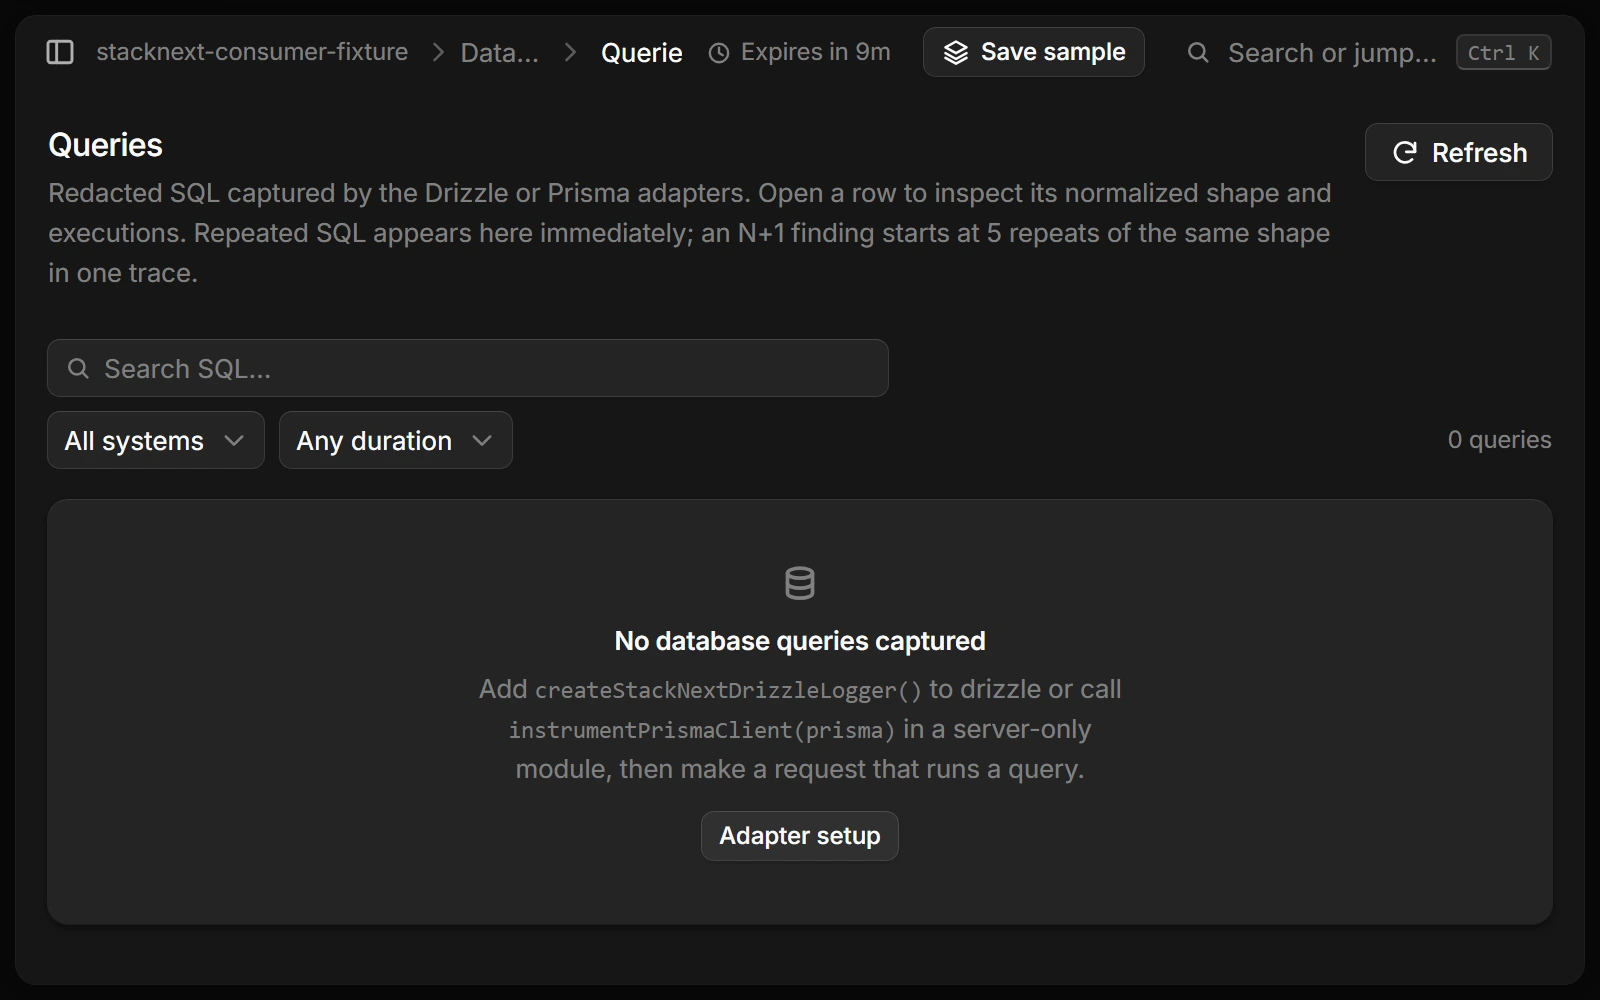 stacknext-consumer-fixture > Data... > Querie Expires in 9m Save sample Search or jump... Ctrl K
Queries
Refresh
Redacted SQL captured by the Drizzle or Prisma adapters. Open a row to inspect its normalized shape and
executions. Repeated SQL appears here immediately; an N+1 finding starts at 5 repeats of the same shape
in one trace.
Search SQL...
All systems Any duration 0 queries
No database queries captured
Add createStackNextDrizzleLogger() to drizzle or call
instrumentPrismaClient(prisma) in a server-only
module, then make a request that runs a query.
Adapter setup